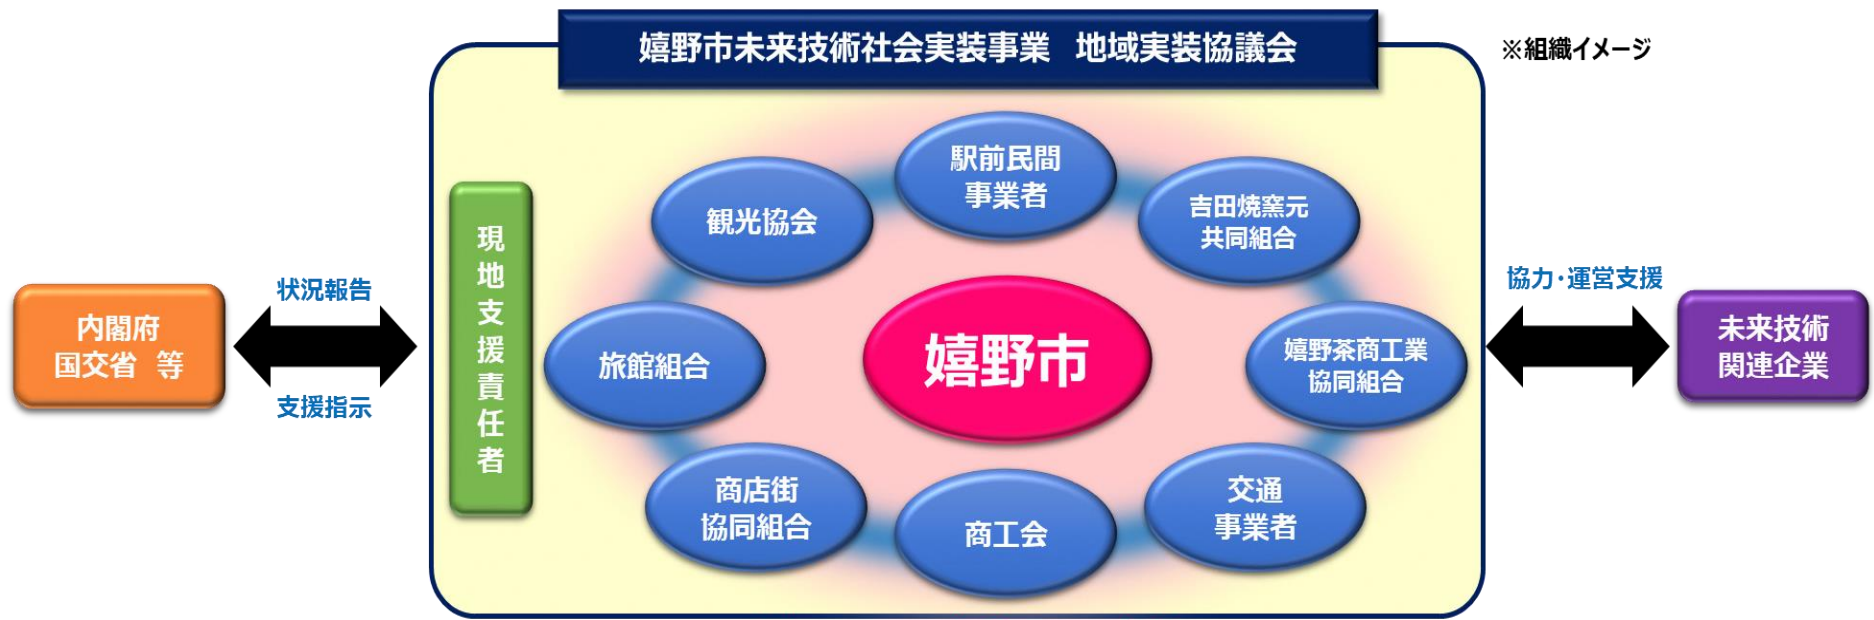 嬉野市未来技術社会実装事業　地域実装協議会
※組織イメージ
内閣府
国交省　等
状況報告
支援指示
現地支援責任者
駅前民間
事業者
観光協会
吉田焼窯元
共同組合
旅館組合
嬉野市
嬉野茶商工業
協同組合
商店街
協同組合
商工会
交通
事業者
協力・運営支援
未来技術
関連企業